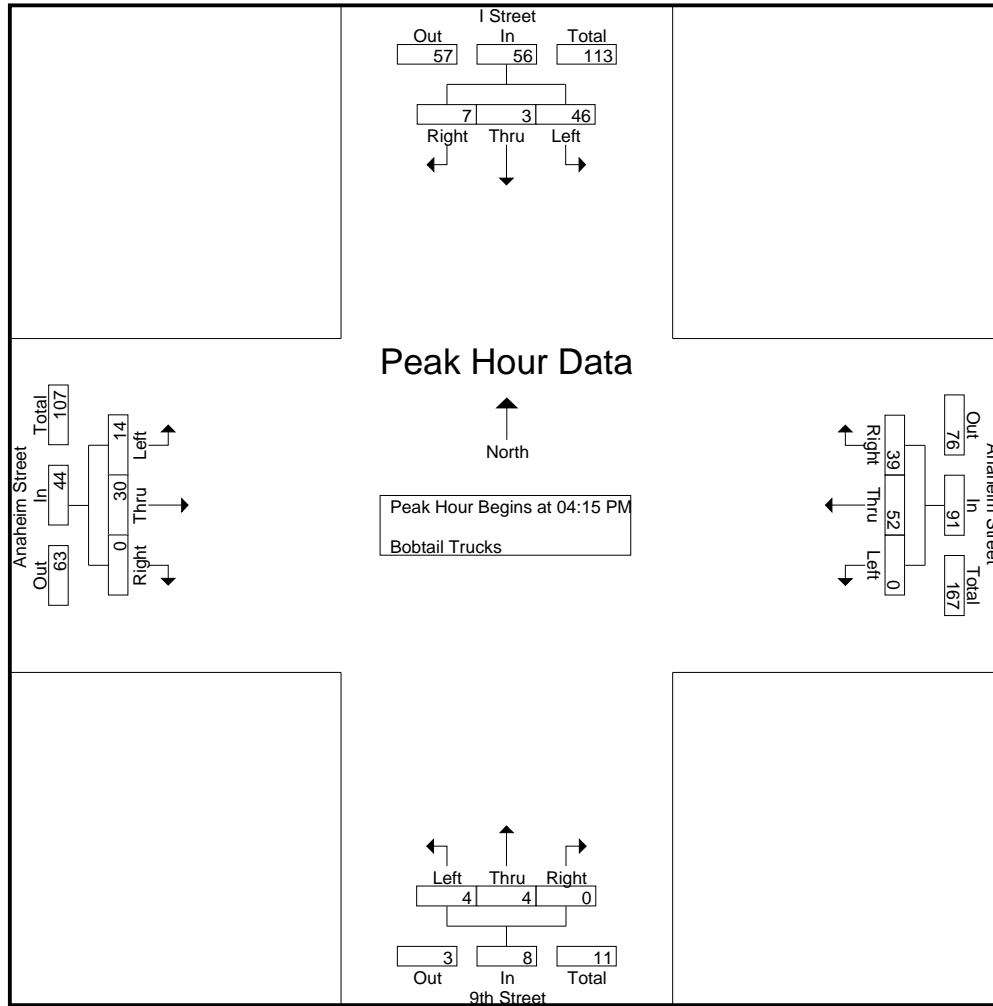 I Street
Out In Total
57 56 113
7 3 46
Right Thru Left
Peak Hour Data
North
Peak Hour Begins at 04:15 PM
Bobtail Trucks
Anaheim Street
Total In Out
107 44 63
14 30 0
Left Thru Right
Anaheim Street
Out In Total
76 91 167
39 52 0
Right Thru Left
Left Thru Right
4 4 0
3 8 11
Out In Total
9th Street